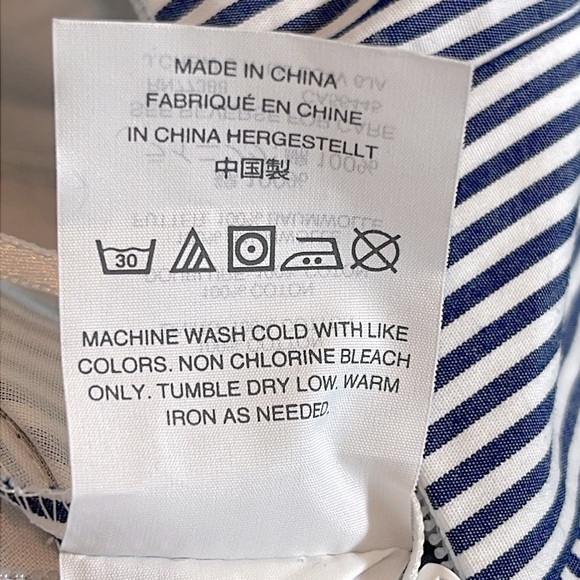 MADE IN CHINA
FABRIQUÉ EN CHINE
IN CHINA HERGESTELLT
中国製
30
MACHINE WASH COLD WITH LIKE
COLORS. NON CHLORINE BLEACH
ONLY. TUMBLE DRY LOW. WARM
IRON AS NEEDED.